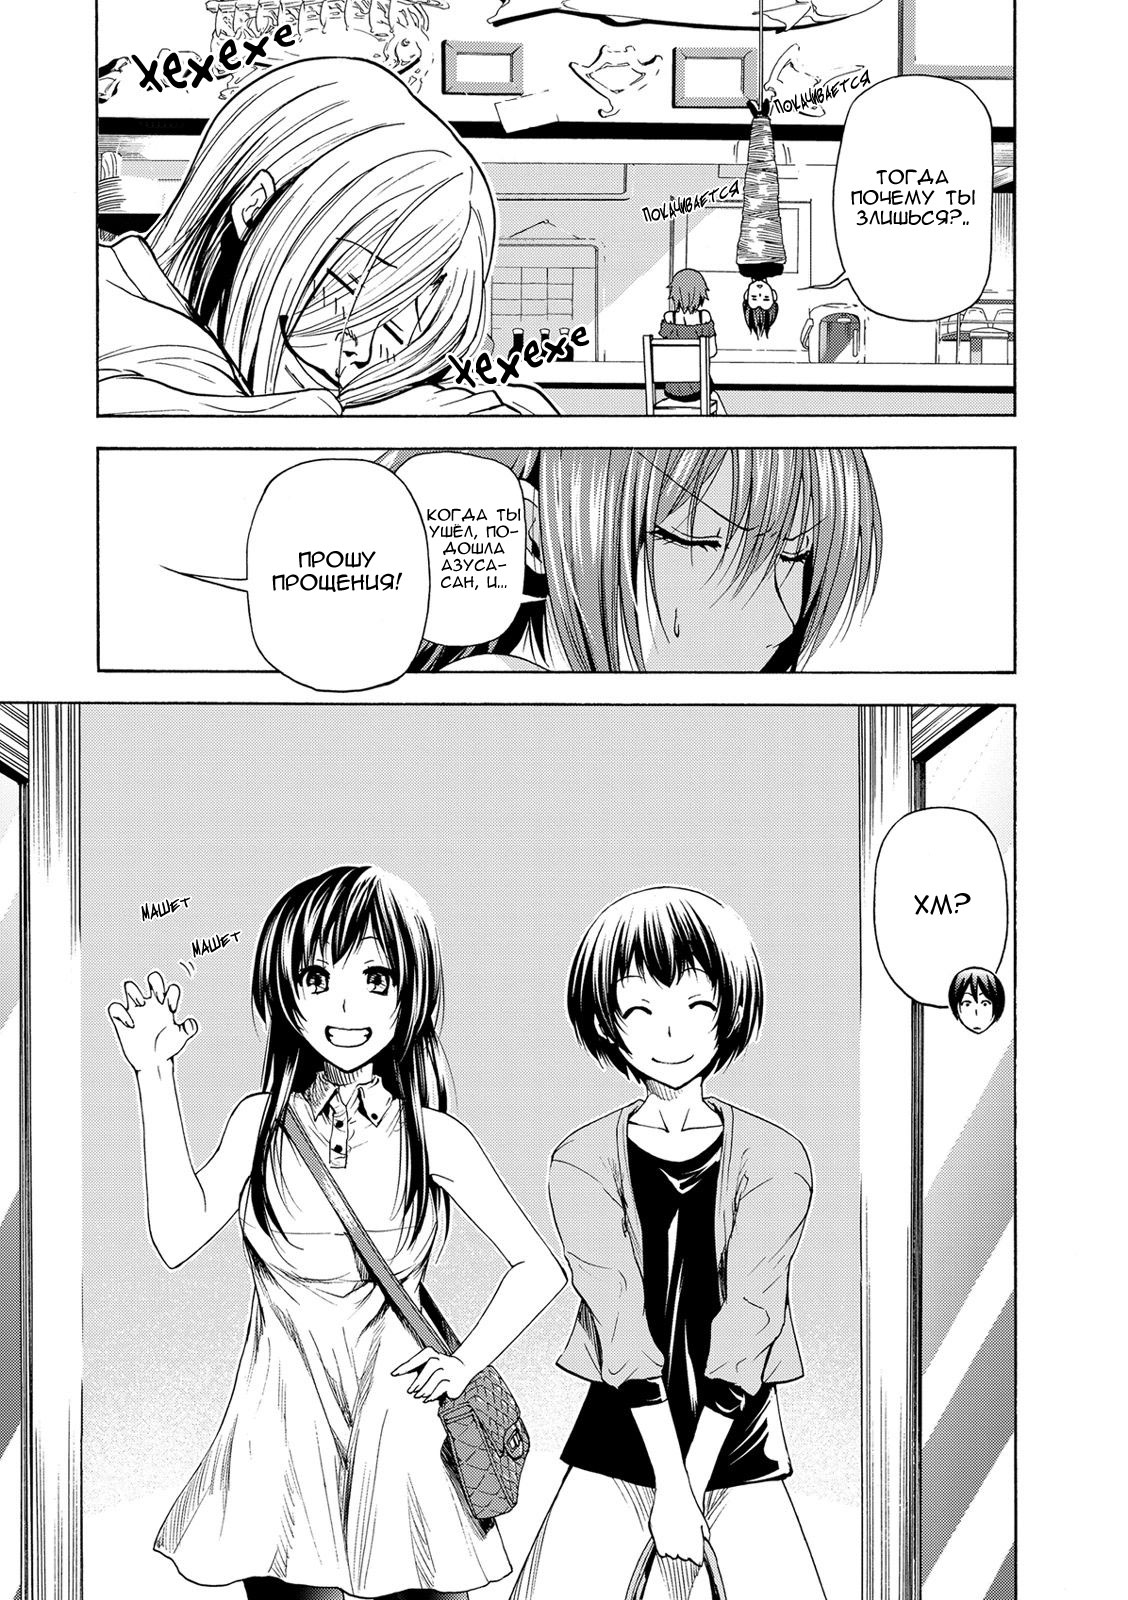 ПОКАЧИВАЕТСЯ
ТОГДА
ПОЧЕМУ ТЫ
ЗЛИШЬСЯ?..
ПОКАЧИВАЕТСЯ
хехехе
хехехе
КОГДА ТЫ
УШЁЛ, ПО-
ДОШЛА
АЗУСА-
САН, И...
ПРОШУ
ПРОЩЕНИЯ!
ХМ?
МАШЕТ
МАШЕТ